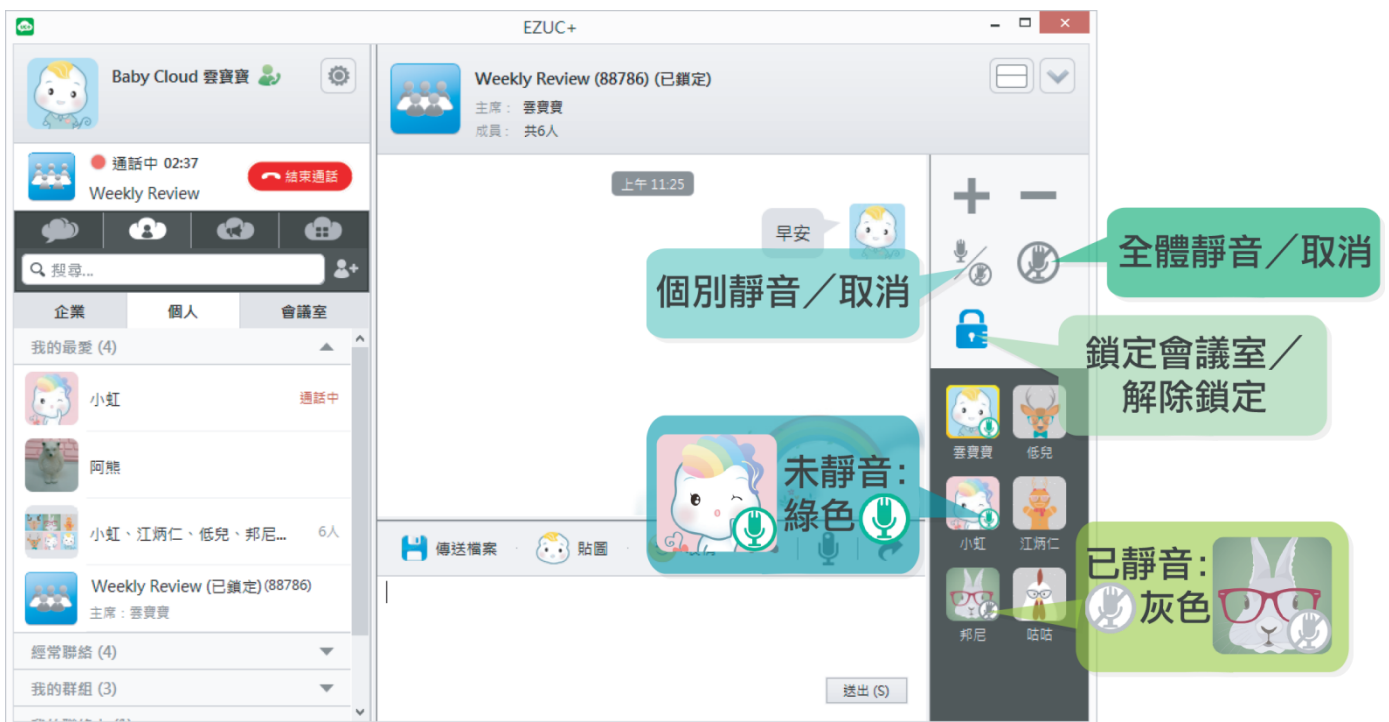 EZUC+
Baby Cloud 雲寶寶
通話中 02:37
Weekly Review
結束通話
搜尋...
企業
個人
會議室
我的最愛 (4)
小虹
通話中
阿熊
小虹、江炳仁、低兒、邦尼...
6人
Weekly Review (已鎖定)(88786)
主席：雲寶寶
經常聯絡 (4)
我的群組 (3)
Weekly Review (88786) (已鎖定)
主席： 雲寶寶
成員： 共6人
上午 11:25
早安
個別靜音／取消
全體靜音／取消
鎖定會議室／
解除鎖定
未靜音：
綠色
已靜音：
灰色
雲寶寶
低兒
小虹
江炳仁
邦尼
咕咕
傳送檔案
貼圖
送出 (S)